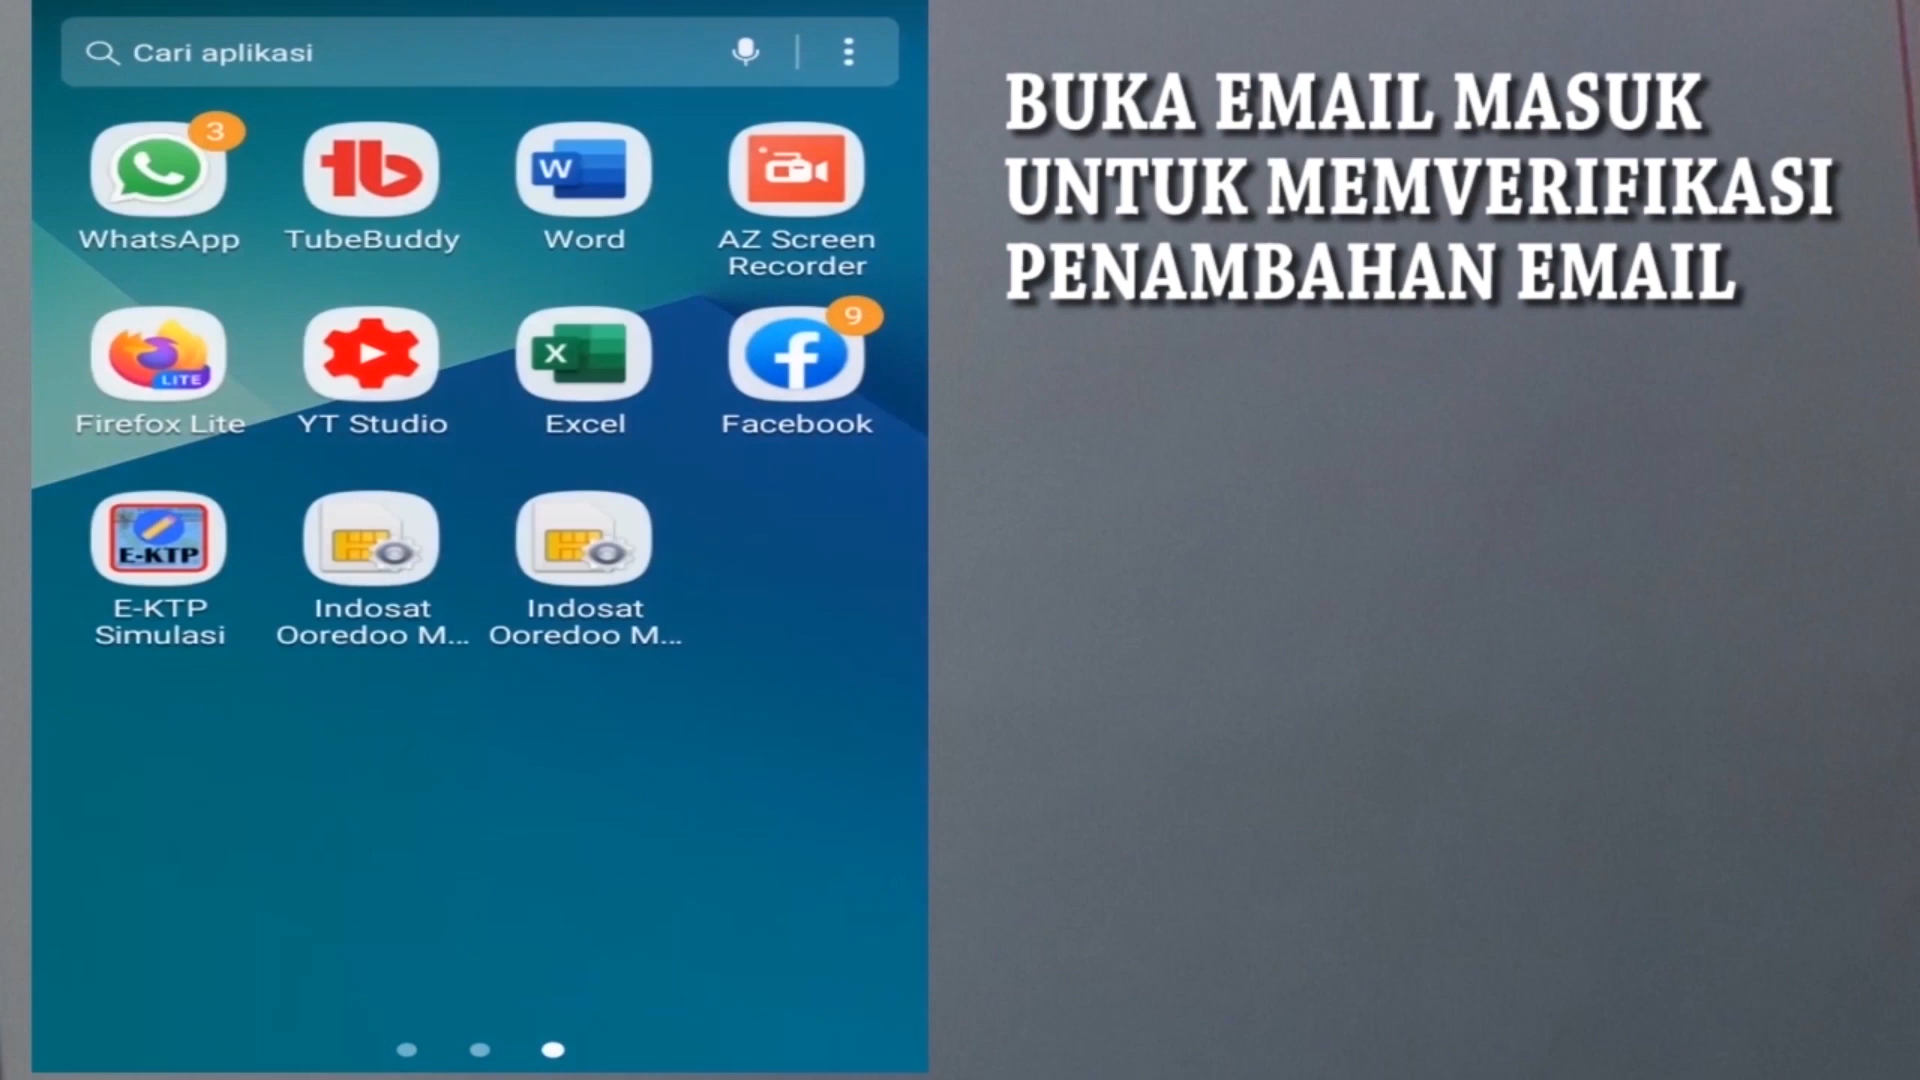 Cari aplikasi
BUKA EMAIL MASUK
UNTUK MEMVERIFIKASI
PENAMBAHAN EMAIL
3
WhatsApp
TubeBuddy
W
Word
AZ Screen
Recorder
LITE
Firefox Lite
YT Studio
X
Excel
9
Facebook
E-KTP
E-KTP
Simulasi
Indosat
Ooredoo M...
Indosat
Ooredoo M...